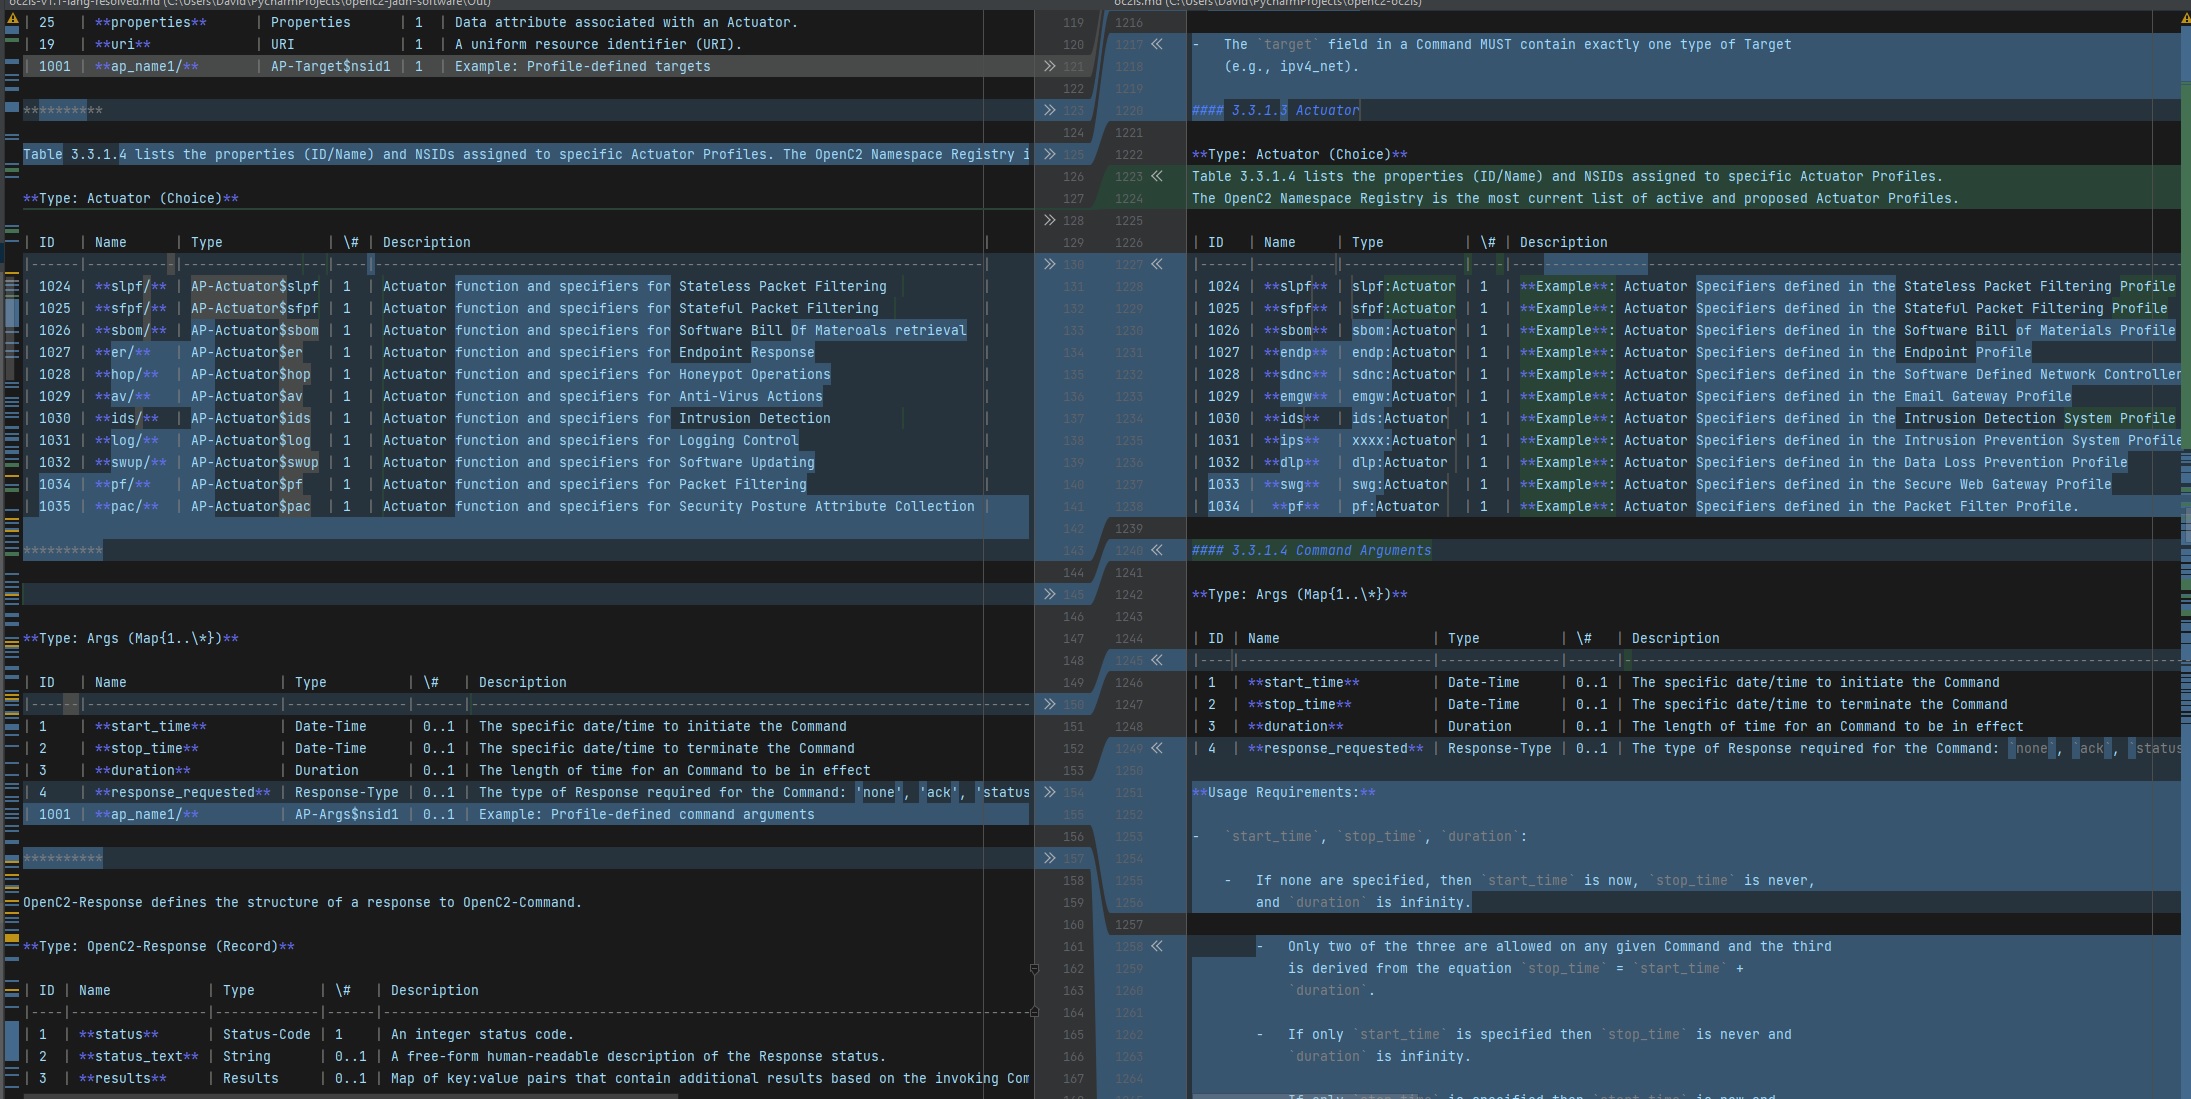 oc2ls-v1.1-lang-resolved.md (C:\Users\David\PycharmProjects\openc2-jadn-software\Out)
| 25   | **properties**      | Properties      | 1  | Data attribute associated with an Actuator.
| 19   | **uri**             | URI             | 1  | A uniform resource identifier (URI).
| 1001 | **ap_name1/**       | AP-Target$nsid1 | 1  | Example: Profile-defined targets
**********
Table 3.3.1.4 lists the properties (ID/Name) and NSIDs assigned to specific Actuator Profiles. The OpenC2 Namespace Registry i
**Type: Actuator (Choice)**
| ID   | Name      | Type             | \# | Description |
|------|-----------|------------------|----|----------------------------------------------------------------------------|
| 1024 | **slpf/** | AP-Actuator$slpf | 1  | Actuator function and specifiers for Stateless Packet Filtering
| 1025 | **sfpf/** | AP-Actuator$sfpf | 1  | Actuator function and specifiers for Stateful Packet Filtering
| 1026 | **sbom/** | AP-Actuator$sbom | 1  | Actuator function and specifiers for Software Bill Of Materoals retrieval |
| 1027 | **er/**   | AP-Actuator$er   | 1  | Actuator function and specifiers for Endpoint Response |
| 1028 | **hop/**  | AP-Actuator$hop  | 1  | Actuator function and specifiers for Honeypot Operations |
| 1029 | **av/**   | AP-Actuator$av   | 1  | Actuator function and specifiers for Anti-Virus Actions |
| 1030 | **ids/**  | AP-Actuator$ids  | 1  | Actuator function and specifiers for Intrusion Detection |
| 1031 | **log/**  | AP-Actuator$log  | 1  | Actuator function and specifiers for Logging Control |
| 1032 | **swup/** | AP-Actuator$swup | 1  | Actuator function and specifiers for Software Updating |
| 1034 | **pf/**   | AP-Actuator$pf   | 1  | Actuator function and specifiers for Packet Filtering |
| 1035 | **pac/**  | AP-Actuator$pac  | 1  | Actuator function and specifiers for Security Posture Attribute Collection |
**********
**Type: Args (Map{1..\*})**
| ID   | Name                   | Type          | \#   | Description
| 1    | **start_time**         | Date-Time     | 0..1 | The specific date/time to initiate the Command
| 2    | **stop_time**          | Date-Time     | 0..1 | The specific date/time to terminate the Command
| 3    | **duration**           | Duration      | 0..1 | The length of time for an Command to be in effect
| 4    | **response_requested** | Response-Type | 0..1 | The type of Response required for the Command: 'none', 'ack', 'status
| 1001 | **ap_name1/**          | AP-Args$nsid1 | 0..1 | Example: Profile-defined command arguments
**********
OpenC2-Response defines the structure of a response to OpenC2-Command.
**Type: OpenC2-Response (Record)**
| ID | Name            | Type        | \#   | Description
| 1  | **status**      | Status-Code | 1    | An integer status code.
| 2  | **status_text** | String      | 0..1 | A free-form human-readable description of the Response status.
| 3  | **results**     | Results     | 0..1 | Map of key:value pairs that contain additional results based on the invoking Com
oc2ls.md (C:\Users\David\PycharmProjects\openc2-oc2ls)
-   The `target` field in a Command MUST contain exactly one type of Target
(e.g., ipv4_net).
#### 3.3.1.3 Actuator
**Type: Actuator (Choice)**
Table 3.3.1.4 lists the properties (ID/Name) and NSIDs assigned to specific Actuator Profiles.
The OpenC2 Namespace Registry is the most current list of active and proposed Actuator Profiles.
| ID   | Name     | Type          | \# | Description
| 1024 | **slpf** | slpf:Actuator | 1  | **Example**: Actuator Specifiers defined in the Stateless Packet Filtering Profile
| 1025 | **sfpf** | sfpf:Actuator | 1  | **Example**: Actuator Specifiers defined in the Stateful Packet Filtering Profile
| 1026 | **sbom** | sbom:Actuator | 1  | **Example**: Actuator Specifiers defined in the Software Bill of Materials Profile
| 1027 | **endp** | endp:Actuator | 1  | **Example**: Actuator Specifiers defined in the Endpoint Profile
| 1028 | **sdnc** | sdnc:Actuator | 1  | **Example**: Actuator Specifiers defined in the Software Defined Network Controller
| 1029 | **emgw** | emgw:Actuator | 1  | **Example**: Actuator Specifiers defined in the Email Gateway Profile
| 1030 | **ids**  | ids:Actuator  | 1  | **Example**: Actuator Specifiers defined in the Intrusion Detection System Profile
| 1031 | **ips**  | xxxx:Actuator | 1  | **Example**: Actuator Specifiers defined in the Intrusion Prevention System Profile
| 1032 | **dlp**  | dlp:Actuator  | 1  | **Example**: Actuator Specifiers defined in the Data Loss Prevention Profile
| 1033 | **swg**  | swg:Actuator  | 1  | **Example**: Actuator Specifiers defined in the Secure Web Gateway Profile
| 1034 |  **pf**  | pf:Actuator   | 1  | **Example**: Actuator Specifiers defined in the Packet Filter Profile.
#### 3.3.1.4 Command Arguments
**Type: Args (Map{1..\*})**
| ID | Name                   | Type          | \#   | Description
| 1  | **start_time**         | Date-Time     | 0..1 | The specific date/time to initiate the Command
| 2  | **stop_time**          | Date-Time     | 0..1 | The specific date/time to terminate the Command
| 3  | **duration**           | Duration      | 0..1 | The length of time for an Command to be in effect
| 4  | **response_requested** | Response-Type | 0..1 | The type of Response required for the Command: `none`, `ack`, `status
**Usage Requirements:**
-   `start_time`, `stop_time`, `duration`:
-   If none are specified, then `start_time` is now, `stop_time` is never,
and `duration` is infinity.
-   Only two of the three are allowed on any given Command and the third
is derived from the equation `stop_time` = `start_time` +
`duration`.
-   If only `start_time` is specified then `stop_time` is never and
`duration` is infinity.